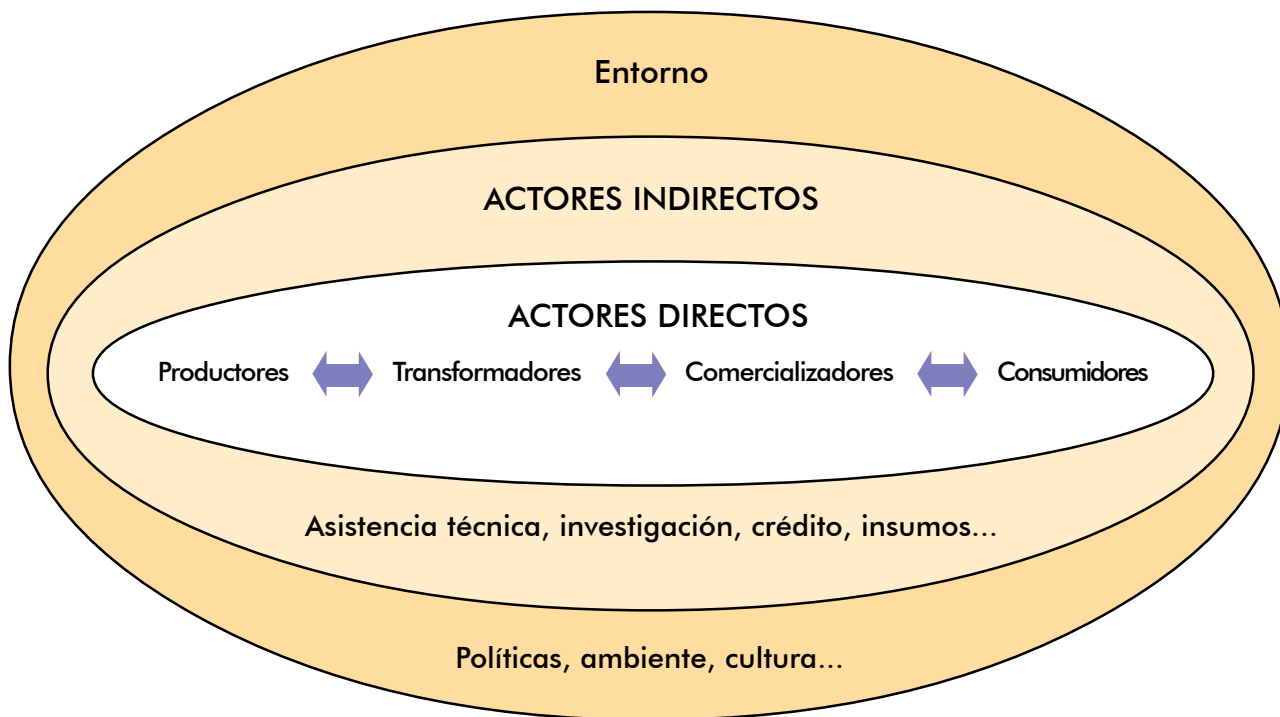 Entorno
ACTORES INDIRECTOS
ACTORES DIRECTOS
Productores Transformadores Comercializadores Consumidores
Asistencia técnica, investigación, crédito, insumos...
Políticas, ambiente, cultura...